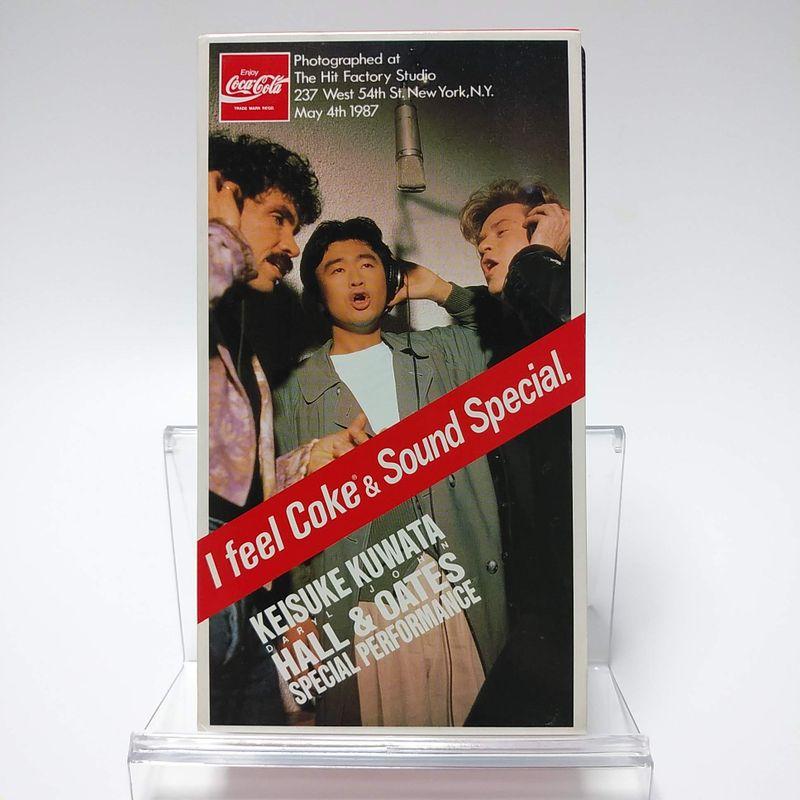 Enjoy
Coca-Cola
TRADE MARK REGD.
Photographed at
The Hit Factory Studio
237 West 54th St. New York,N.Y.
May 4th 1987
I feel Coke® & Sound Special.
KEISUKE KUWATA
DARYL JOHN
HALL & OATES
SPECIAL PERFORMANCE